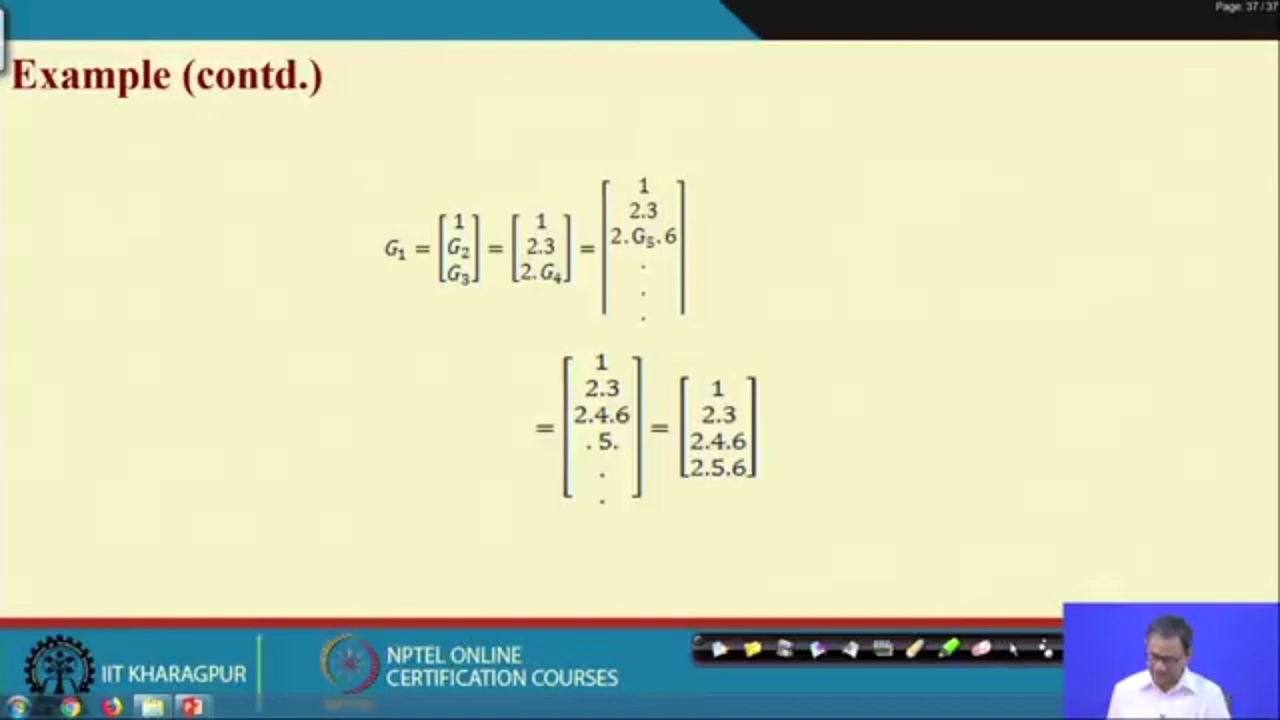 Page: 37 / 37
Example (contd.)
G₁ = [1 G₂ G₃] = [1 2.3 2.G₄] = [1 2.3 2.G₅.6 . . .]
= [1 2.3 2.4.6 .5. . .] = [1 2.3 2.4.6 2.5.6]
IIT KHARAGPUR
NPTEL ONLINE
CERTIFICATION COURSES